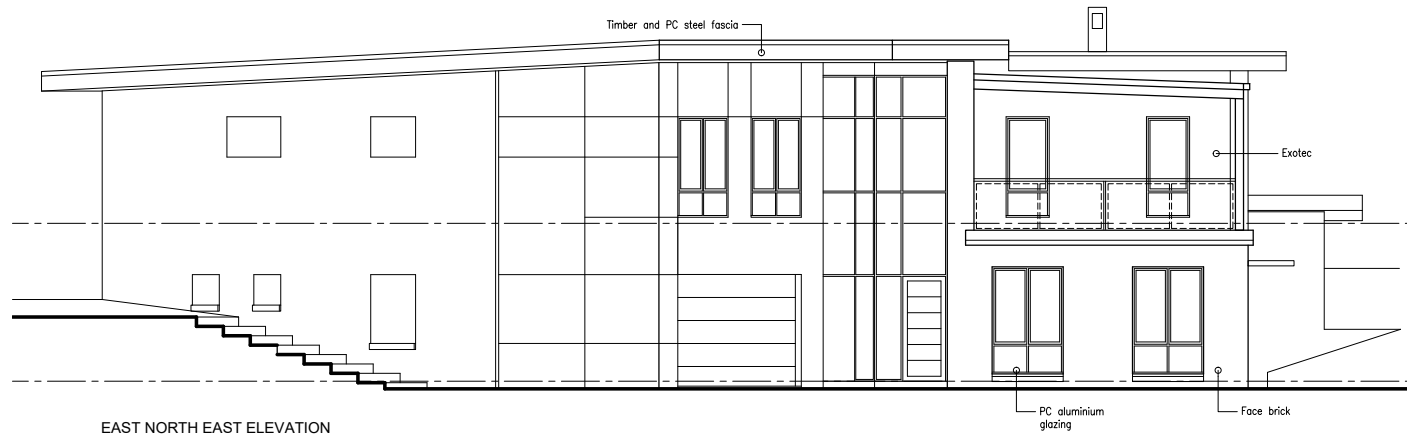 Timber and PC steel fascia
Exotec
PC aluminium
glazing
Face brick
EAST NORTH EAST ELEVATION